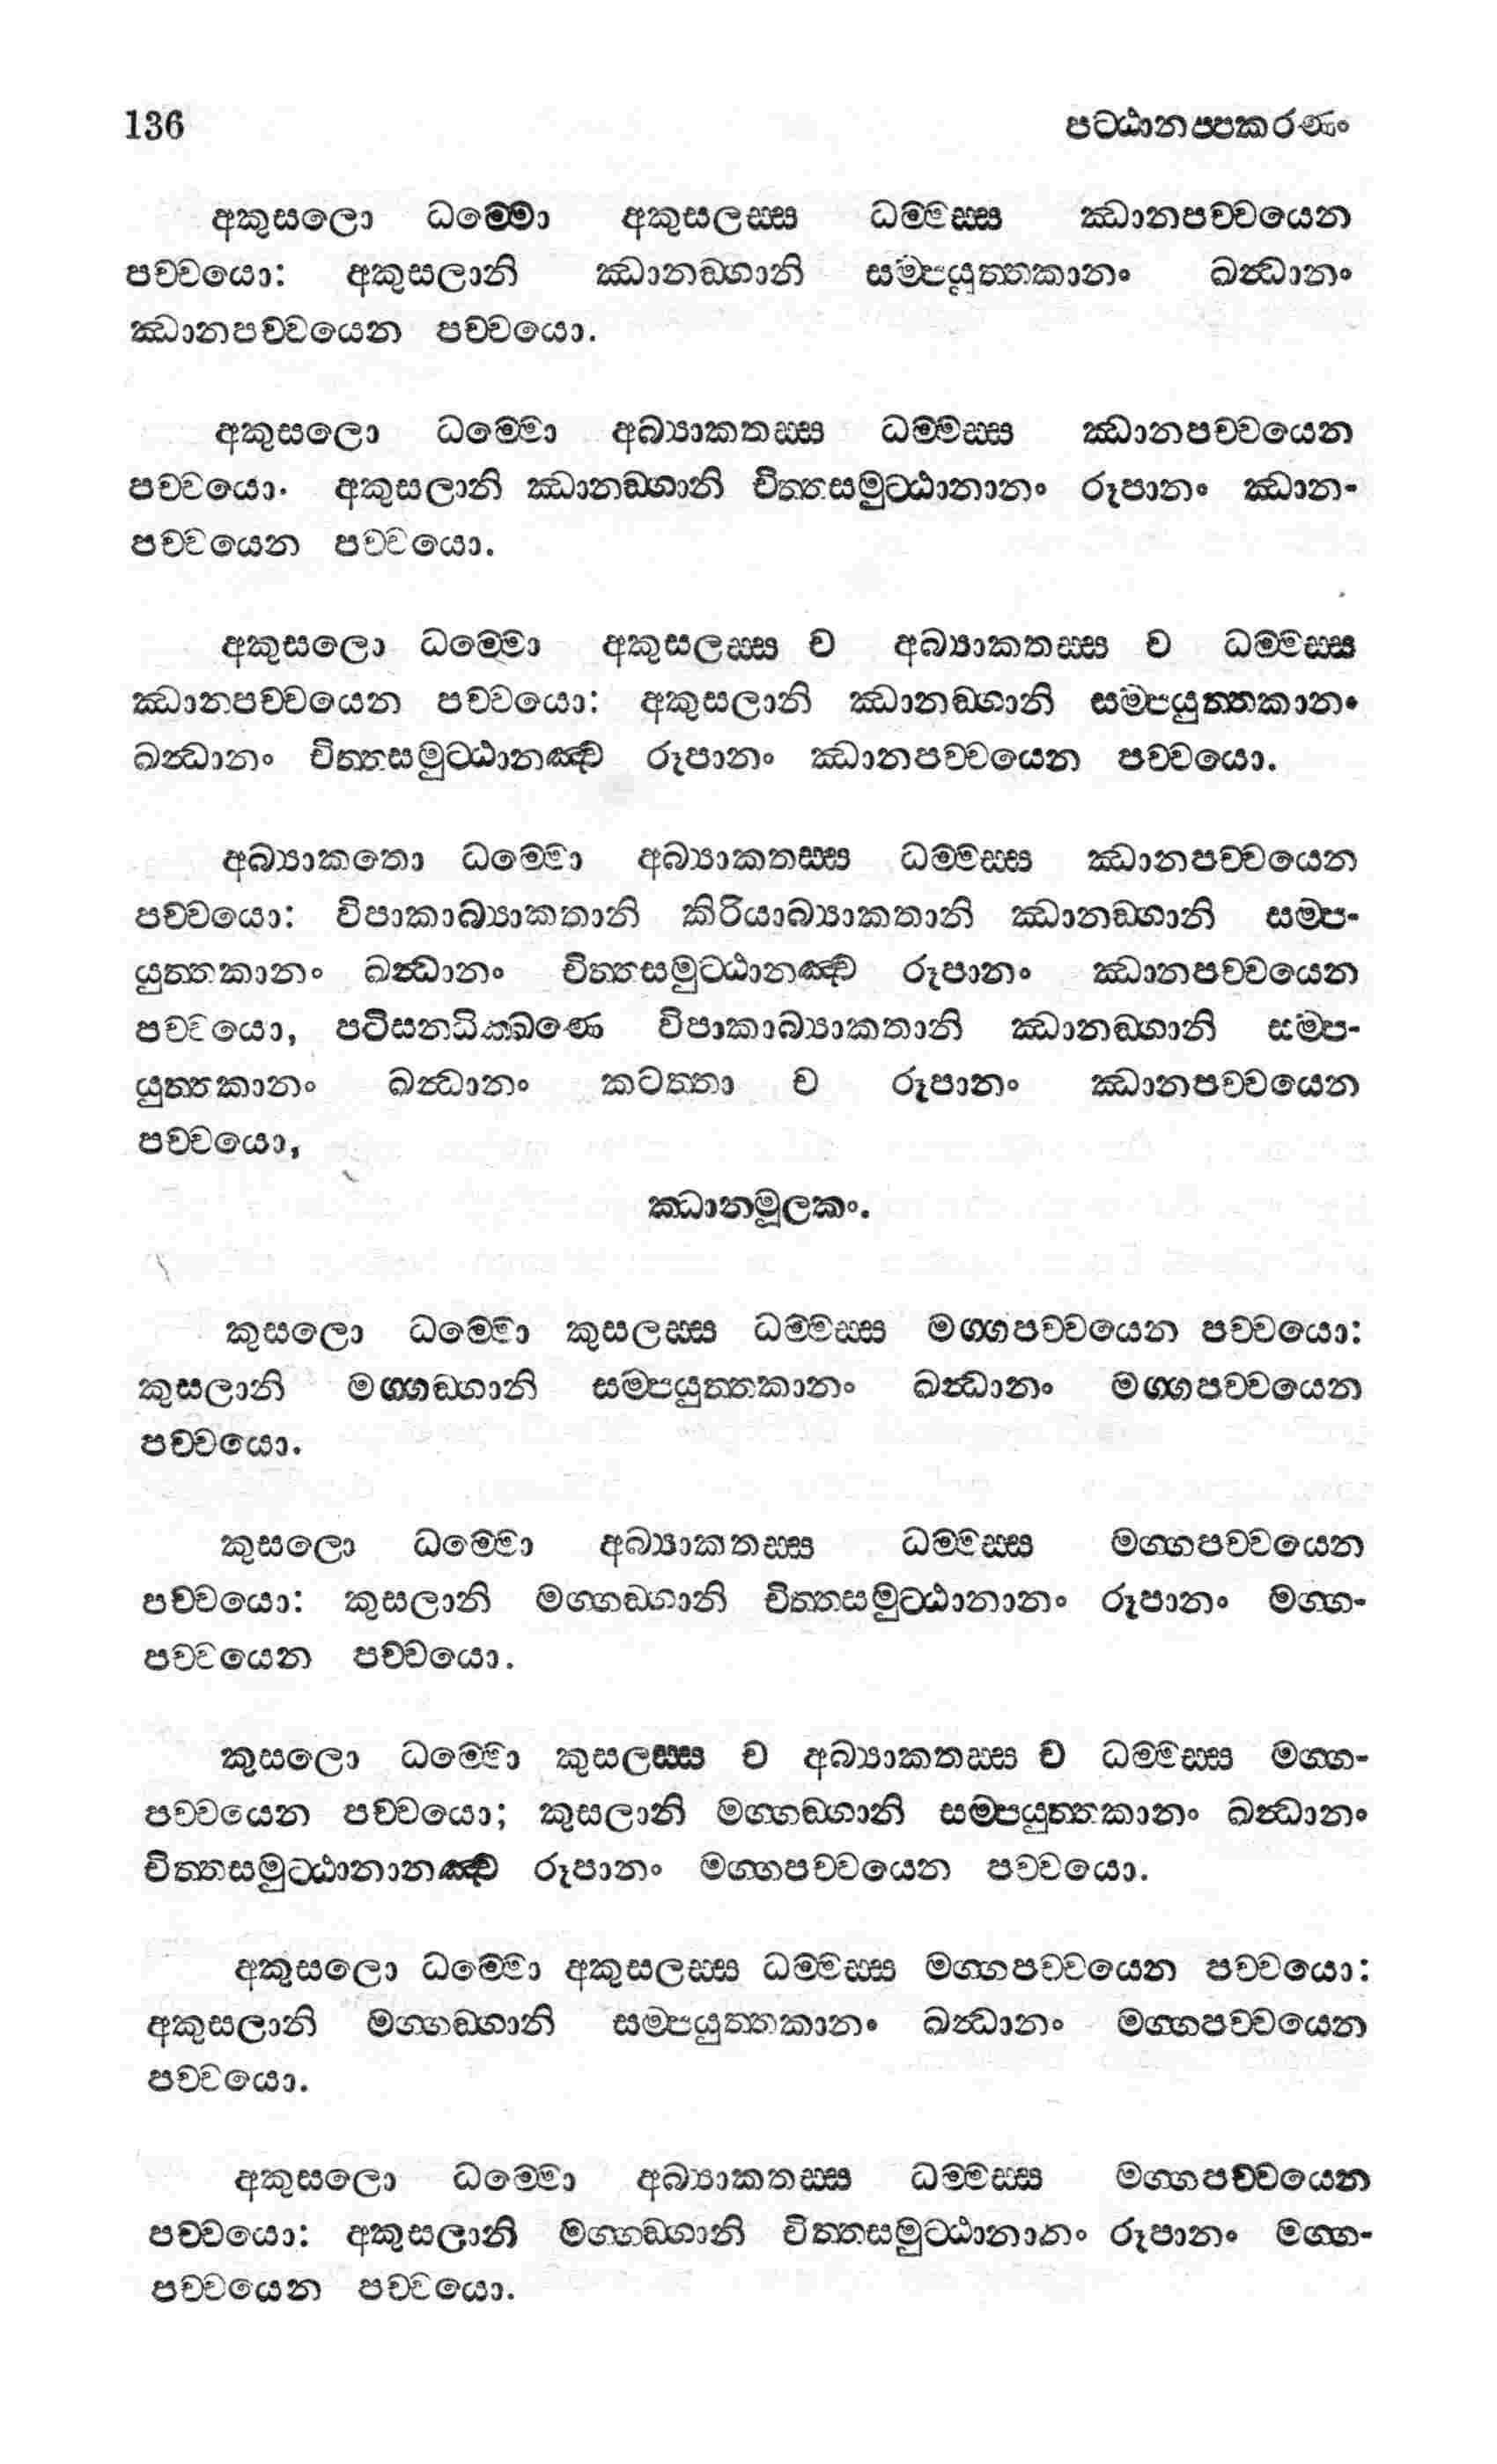 136 පට්ඨානප්පකරණං
අකුසලො ධම්මො අකුසලස්ස ධම්මස්ස ඣානපච්චයෙන
පච්චයො: අකුසලානි ඣානඞ්ගානි සම්පයුත්තකානං ඛන්ධානං
ඣානපච්චයෙන පච්චයො.
අකුසලො ධම්මො අබ්‍යාකතස්ස ධම්මස්ස ඣානපච්චයෙන
පච්චයො. අකුසලානි ඣානඞ්ගානි චිත්තසමුට්ඨානානං රූපානං ඣාන-
පච්චයෙන පච්චයො.
අකුසලො ධම්මො අකුසලස්ස ච අබ්‍යාකතස්ස ච ධම්මස්ස
ඣානපච්චයෙන පච්චයො: අකුසලානි ඣානඞ්ගානි සම්පයුත්තකානං
ඛන්ධානං චිත්තසමුට්ඨානඤ්ච රූපානං ඣානපච්චයෙන පච්චයො.
අබ්‍යාකතො ධම්මො අබ්‍යාකතස්ස ධම්මස්ස ඣානපච්චයෙන
පච්චයො: විපාකාබ්‍යාකතානි කිරියාබ්‍යාකතානි ඣානඞ්ගානි සම්ප-
යුත්තකානං ඛන්ධානං චිත්තසමුට්ඨානඤ්ච රූපානං ඣානපච්චයෙන
පච්චයො, පටිසන්ධික්ඛණෙ විපාකාබ්‍යාකතානි ඣානඞ්ගානි සම්ප-
යුත්තකානං ඛන්ධානං කටත්තා ච රූපානං ඣානපච්චයෙන
පච්චයො,
ඣානමූලකං.
කුසලො ධම්මො කුසලස්ස ධම්මස්ස මග්ගපච්චයෙන පච්චයො:
කුසලානි මග්ගඞ්ගානි සම්පයුත්තකානං ඛන්ධානං මග්ගපච්චයෙන
පච්චයො.
කුසලො ධම්මො අබ්‍යාකතස්ස ධම්මස්ස මග්ගපච්චයෙන
පච්චයො: කුසලානි මග්ගඞ්ගානි චිත්තසමුට්ඨානානං රූපානං මග්ග-
පච්චයෙන පච්චයො.
කුසලො ධම්මො කුසලස්ස ච අබ්‍යාකතස්ස ච ධම්මස්ස මග්ග-
පච්චයෙන පච්චයො; කුසලානි මග්ගඞ්ගානි සම්පයුත්තකානං ඛන්ධානං
චිත්තසමුට්ඨානානඤ්ච රූපානං මග්ගපච්චයෙන පච්චයො.
අකුසලො ධම්මො අකුසලස්ස ධම්මස්ස මග්ගපච්චයෙන පච්චයො:
අකුසලානි මග්ගඞ්ගානි සම්පයුත්තකානං ඛන්ධානං මග්ගපච්චයෙන
පච්චයො.
අකුසලො ධම්මො අබ්‍යාකතස්ස ධම්මස්ස මග්ගපච්චයෙන
පච්චයො: අකුසලානි මග්ගඞ්ගානි චිත්තසමුට්ඨානානං රූපානං මග්ග-
පච්චයෙන පච්චයො.